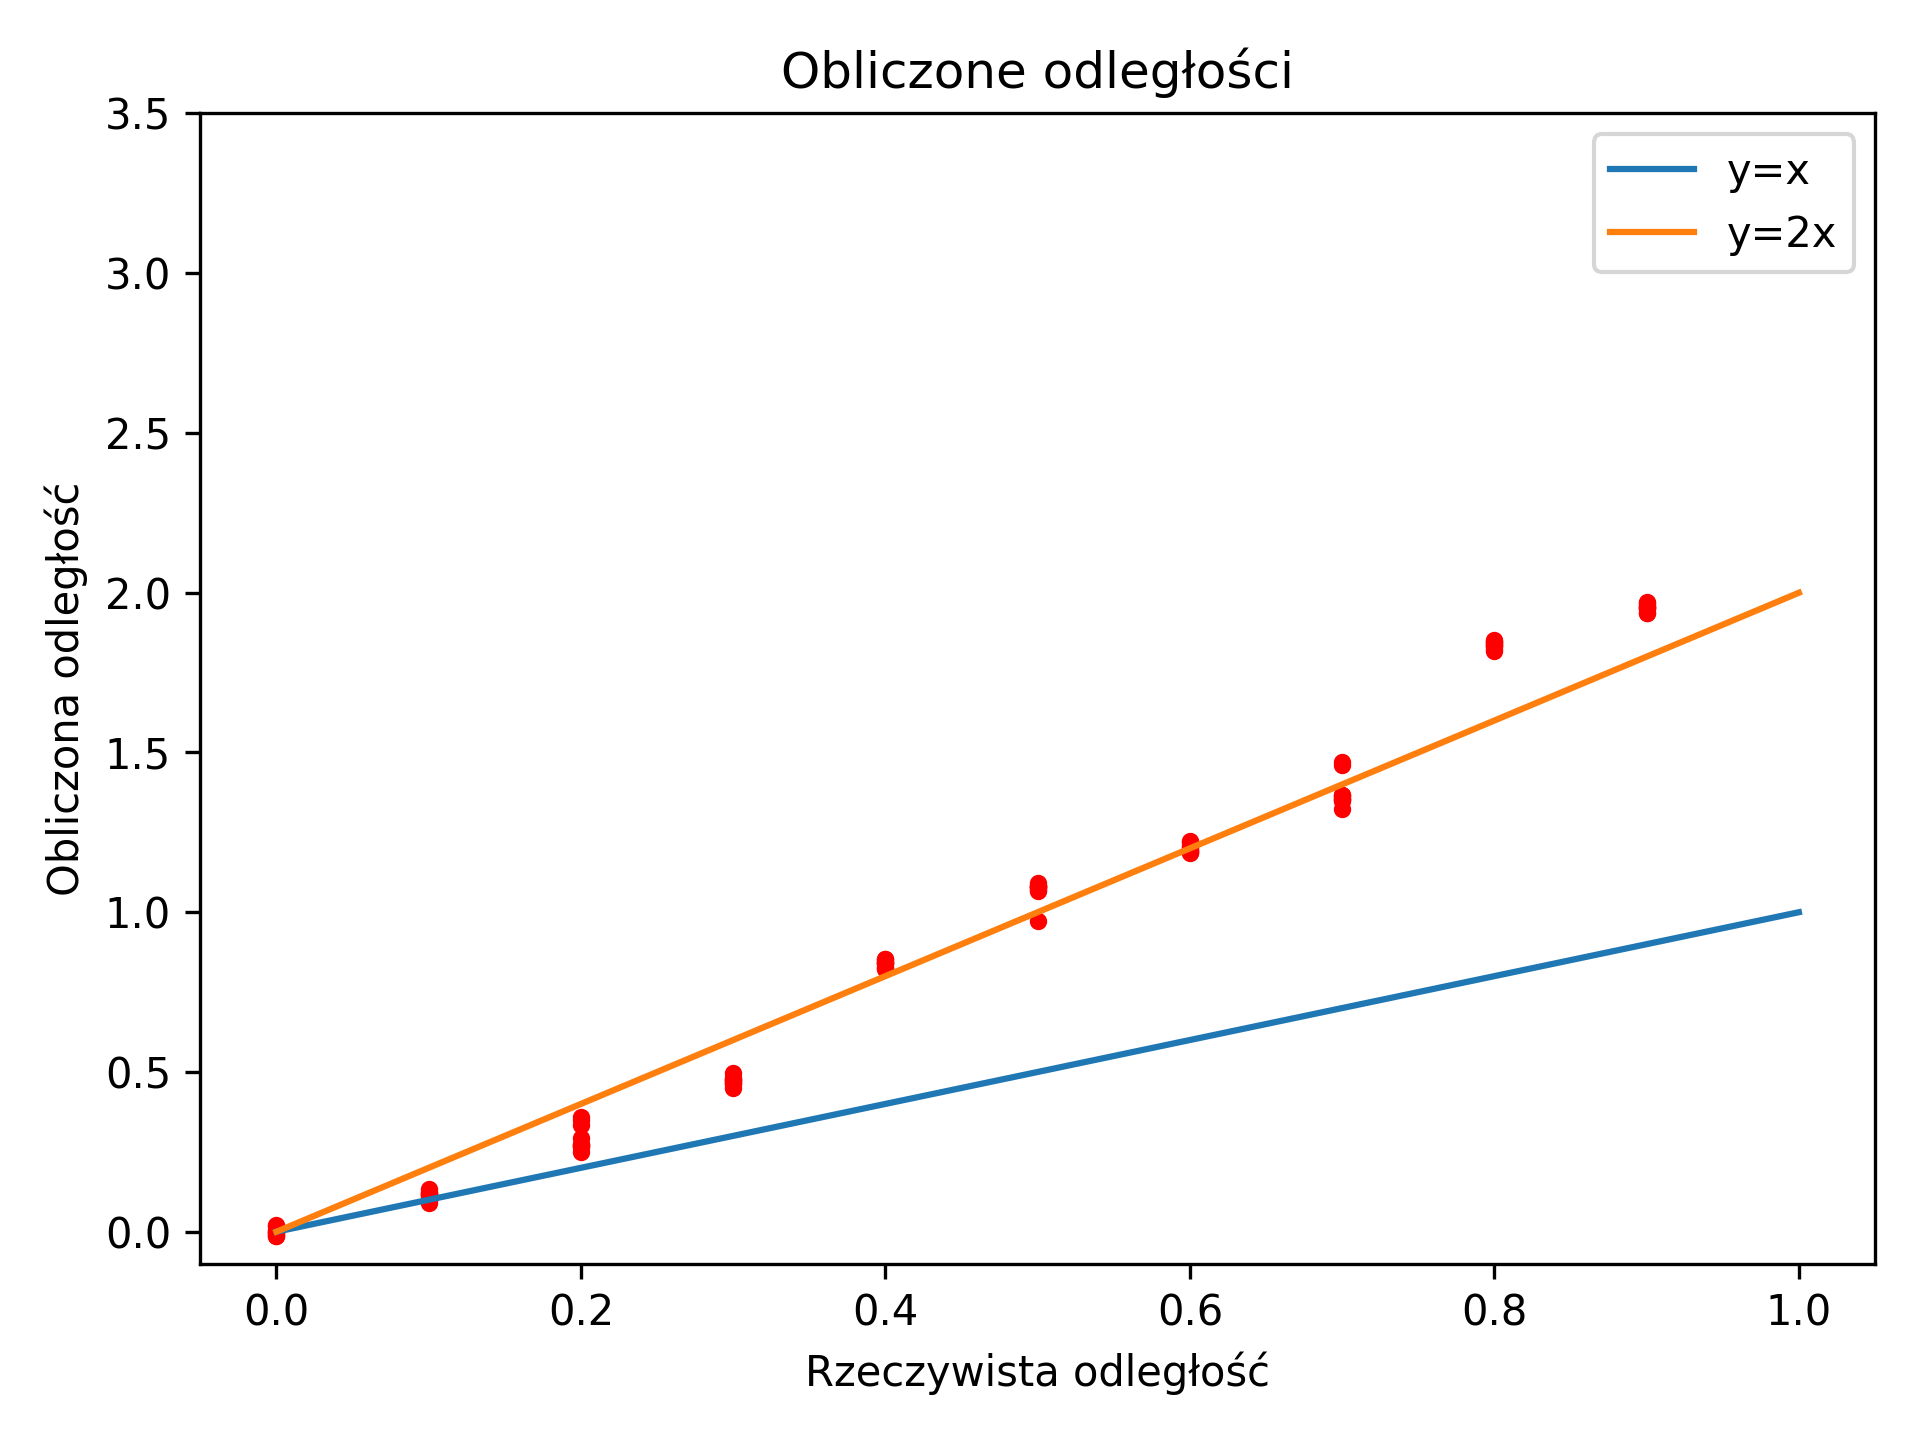 Obliczone odległości
3.5
3.0
2.5
2.0
1.5
1.0
0.5
0.0
Obliczona odległość
y=x
y=2x
0.0 0.2 0.4 0.6 0.8 1.0
Rzeczywista odległość